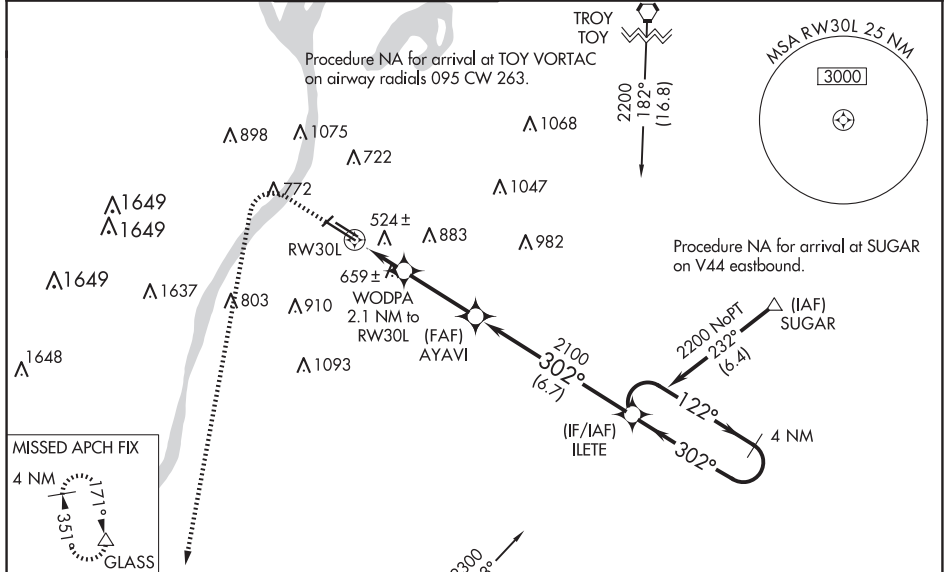 TROY
TOY
Procedure NA for arrival at TOY VORTAC
on airway radials 095 CW 263.
2200
182°
(16.8)
MSA RW30L 25 NM
3000
898
1075
722
1068
772
1047
1649
1649
524±
883
982
RW30L
Procedure NA for arrival at SUGAR
on V44 eastbound.
1649
1637
803
910
659±
WODPA
2.1 NM to
RW30L
(FAF)
AYAVI
(IAF)
SUGAR
2200 NoPT
232°
(6.4)
1648
1093
2100
302°
(6.7)
122°
302°
4 NM
(IF/IAF)
ILETE
MISSED APCH FIX
4 NM
171°
351°
GLASS
2300